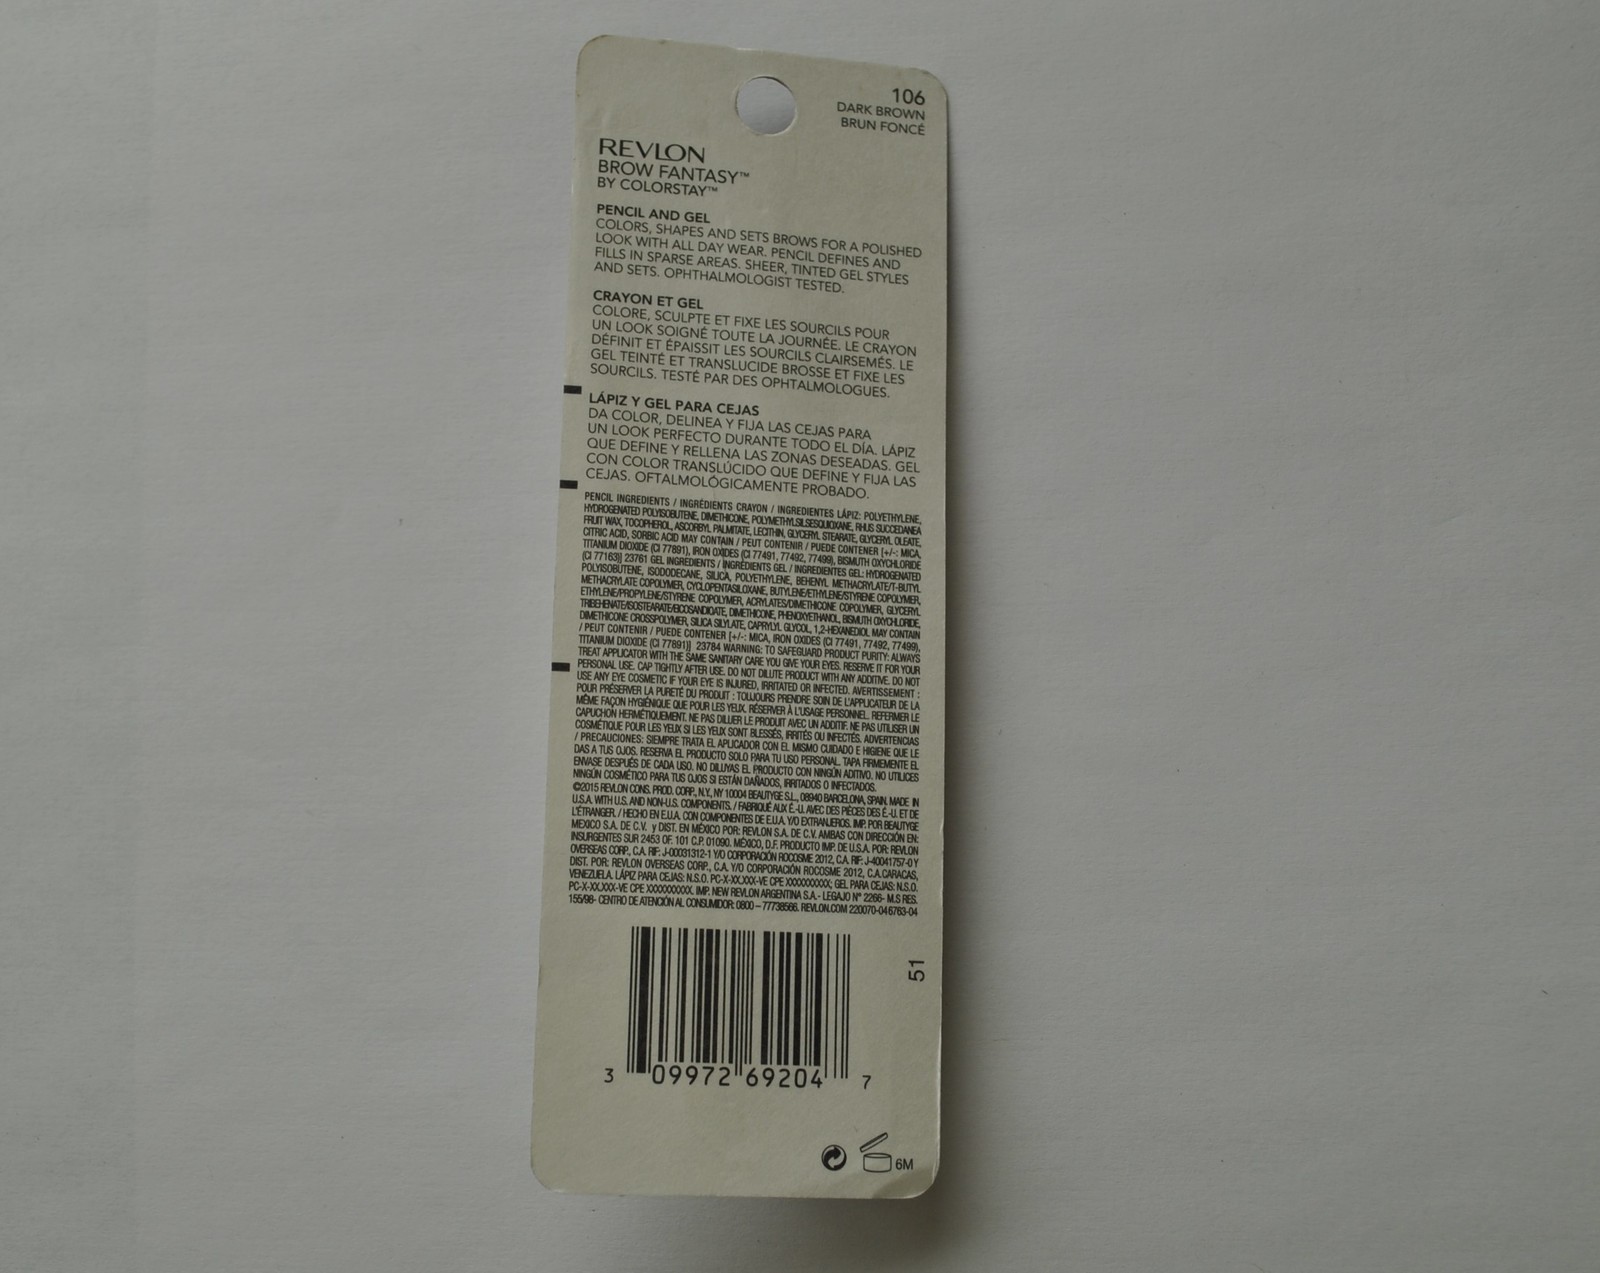 106
DARK BROWN
BRUN FONCÉ
REVLON
BROW FANTASY™
BY COLORSTAY™
PENCIL AND GEL
COLORS, SHAPES AND SETS BROWS FOR A POLISHED
LOOK WITH ALL DAY WEAR. PENCIL DEFINES AND
FILLS IN SPARSE AREAS. SHEER, TINTED GEL STYLES
AND SETS. OPHTHALMOLOGIST TESTED.
CRAYON ET GEL
COLORE, SCULPTE ET FIXE LES SOURCILS POUR
UN LOOK SOIGNÉ TOUTE LA JOURNÉE. LE CRAYON
DÉFINIT ET ÉPAISSIT LES SOURCILS CLAIRSEMÉS. LE
GEL TEINTÉ ET TRANSLUCIDE BROSSE ET FIXE LES
SOURCILS. TESTÉ PAR DES OPHTALMOLOGUES.
LÁPIZ Y GEL PARA CEJAS
DA COLOR, DELINEA Y FIJA LAS CEJAS PARA
UN LOOK PERFECTO DURANTE TODO EL DÍA. LÁPIZ
QUE DEFINE Y RELLENA LAS ZONAS DESEADAS. GEL
CON COLOR TRANSLÚCIDO QUE DEFINE Y FIJA LAS
CEJAS. OFTALMOLÓGICAMENTE PROBADO.
PENCIL INGREDIENTS / INGRÉDIENTS CRAYON / INGREDIENTES LÁPIZ: POLYETHYLENE,
HYDROGENATED POLYISOBUTENE, DIMETHICONE, POLYMETHYLSILSESQUIOXANE, RHUS SUCCEDANEA
FRUIT WAX, TOCOPHEROL, ASCORBYL PALMITATE, LECITHIN, GLYCERYL STEARATE, GLYCERYL OLEATE,
CITRIC ACID, SORBIC ACID MAY CONTAIN / PEUT CONTENIR / PUEDE CONTENER [+/-: MICA,
TITANIUM DIOXIDE (CI 77891), IRON OXIDES (CI 77491, 77492, 77499), BISMUTH OXYCHLORIDE
(CI 77163)] 23761 GEL INGREDIENTS / INGRÉDIENTS GEL / INGREDIENTES GEL: HYDROGENATED
POLYISOBUTENE, ISODODECANE, SILICA, POLYETHYLENE, BEHENYL METHACRYLATE/T-BUTYL
METHACRYLATE COPOLYMER, CYCLOPENTASILOXANE, BUTYLENE/ETHYLENE/STYRENE COPOLYMER,
ETHYLENE/PROPYLENE/STYRENE COPOLYMER, ACRYLATES/DIMETHICONE COPOLYMER, GLYCERYL
TRIBEHENATE/ISOSTEARATE/EICOSANDIOATE, DIMETHICONE, PHENOXYETHANOL, BISMUTH OXYCHLORIDE,
DIMETHICONE CROSSPOLYMER, SILICA SILYLATE, CAPRYLYL GLYCOL, 1,2-HEXANEDIOL MAY CONTAIN
/ PEUT CONTENIR / PUEDE CONTENER [+/-: MICA, IRON OXIDES (CI 77491, 77492, 77499),
TITANIUM DIOXIDE (CI 77891)] 23784 WARNING: TO SAFEGUARD PRODUCT PURITY: ALWAYS
TREAT APPLICATOR WITH THE SAME SANITARY CARE YOU GIVE YOUR EYES. RESERVE IT FOR YOUR
PERSONAL USE. CAP TIGHTLY AFTER USE. DO NOT DILUTE PRODUCT WITH ANY ADDITIVE. DO NOT
USE ANY EYE COSMETIC IF YOUR EYE IS INJURED, IRRITATED OR INFECTED. AVERTISSEMENT :
POUR PRÉSERVER LA PURETÉ DU PRODUIT : TOUJOURS PRENDRE SOIN DE L'APPLICATEUR DE LA
MÊME FAÇON HYGIÉNIQUE QUE POUR LES YEUX. RÉSERVER À L'USAGE PERSONNEL. REFERMER LE
CAPUCHON HERMÉTIQUEMENT. NE PAS DILUER LE PRODUIT AVEC UN ADDITIF. NE PAS UTILISER UN
COSMÉTIQUE POUR LES YEUX SI LES YEUX SONT BLESSÉS, IRRITÉS OU INFECTÉS. ADVERTENCIAS
/ PRECAUCIONES: SIEMPRE TRATA EL APLICADOR CON EL MISMO CUIDADO E HIGIENE QUE LE
DAS A TUS OJOS. RESERVA EL PRODUCTO SOLO PARA TU USO PERSONAL. TAPA FIRMEMENTE EL
ENVASE DESPUÉS DE CADA USO. NO DILUYAS EL PRODUCTO CON NINGÚN ADITIVO. NO UTILICES
NINGÚN COSMÉTICO PARA TUS OJOS SI ESTÁN DAÑADOS, IRRITADOS O INFECTADOS.
©2015 REVLON CONS. PROD. CORP., N.Y., NY 10004 BEAUTYGE S.L., 08940 BARCELONA, SPAIN. MADE IN
U.S.A. WITH U.S. AND NON-U.S. COMPONENTS. / FABRIQUÉ AUX É.-U. AVEC DES PIÈCES DES É.-U. ET DE
L'ÉTRANGER. / HECHO EN E.U.A. CON COMPONENTES DE E.U.A. Y/O EXTRANJEROS. IMP. POR BEAUTYGE
MEXICO S.A. DE C.V. y DIST. EN MÉXICO POR: REVLON S.A. DE C.V. AMBAS CON DIRECCIÓN EN:
INSURGENTES SUR 2453 OF. 101 C.P. 01090. MÉXICO, D.F. PRODUCTO IMP. DE U.S.A. POR: REVLON
OVERSEAS CORP., C.A. RIF: J-00031312-1 Y/O CORPORACIÓN ROCOSME 2012, C.A. RIF: J-40041757-0 Y
DIST. POR: REVLON OVERSEAS CORP., C.A. Y/O CORPORACIÓN ROCOSME 2012, C.A.CARACAS,
VENEZUELA. LÁPIZ PARA CEJAS: N.S.O. PC-X-XX.XXX-VE CPE XXXXXXXXXX; GEL PARA CEJAS: N.S.O.
PC-X-XX.XXX-VE CPE XXXXXXXXXX. IMP. NEW REVLON ARGENTINA S.A.- LEGAJO N° 2266- M.S RES.
155/98- CENTRO DE ATENCIÓN AL CONSUMIDOR: 0800 – 77738566. REVLON.COM 220070-046763-04
51
3 09972 69204 7
6M